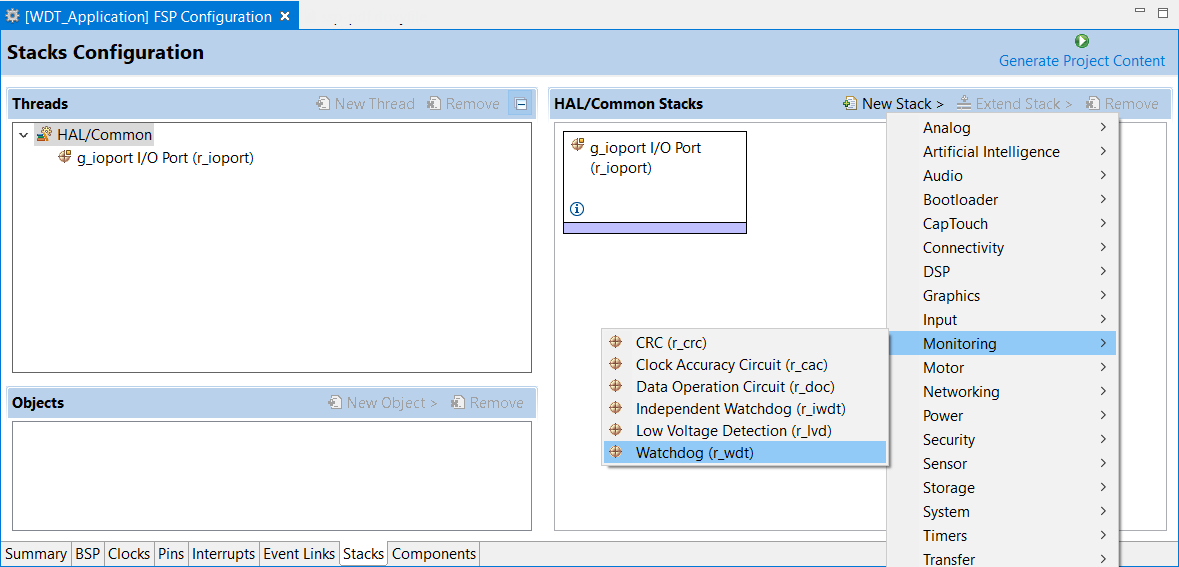 [WDT_Application] FSP Configuration
Stacks Configuration
Generate Project Content
Threads
New Thread
Remove
HAL/Common
g_ioport I/O Port (r_ioport)
Objects
New Object >
Remove
HAL/Common Stacks
New Stack >
Extend Stack >
Remove
g_ioport I/O Port
(r_ioport)
Analog
Artificial Intelligence
Audio
Bootloader
CapTouch
Connectivity
DSP
Graphics
Input
Monitoring
Motor
Networking
Power
Security
Sensor
Storage
System
Timers
Transfer
CRC (r_crc)
Clock Accuracy Circuit (r_cac)
Data Operation Circuit (r_doc)
Independent Watchdog (r_iwdt)
Low Voltage Detection (r_lvd)
Watchdog (r_wdt)
Summary BSP Clocks Pins Interrupts Event Links Stacks Components